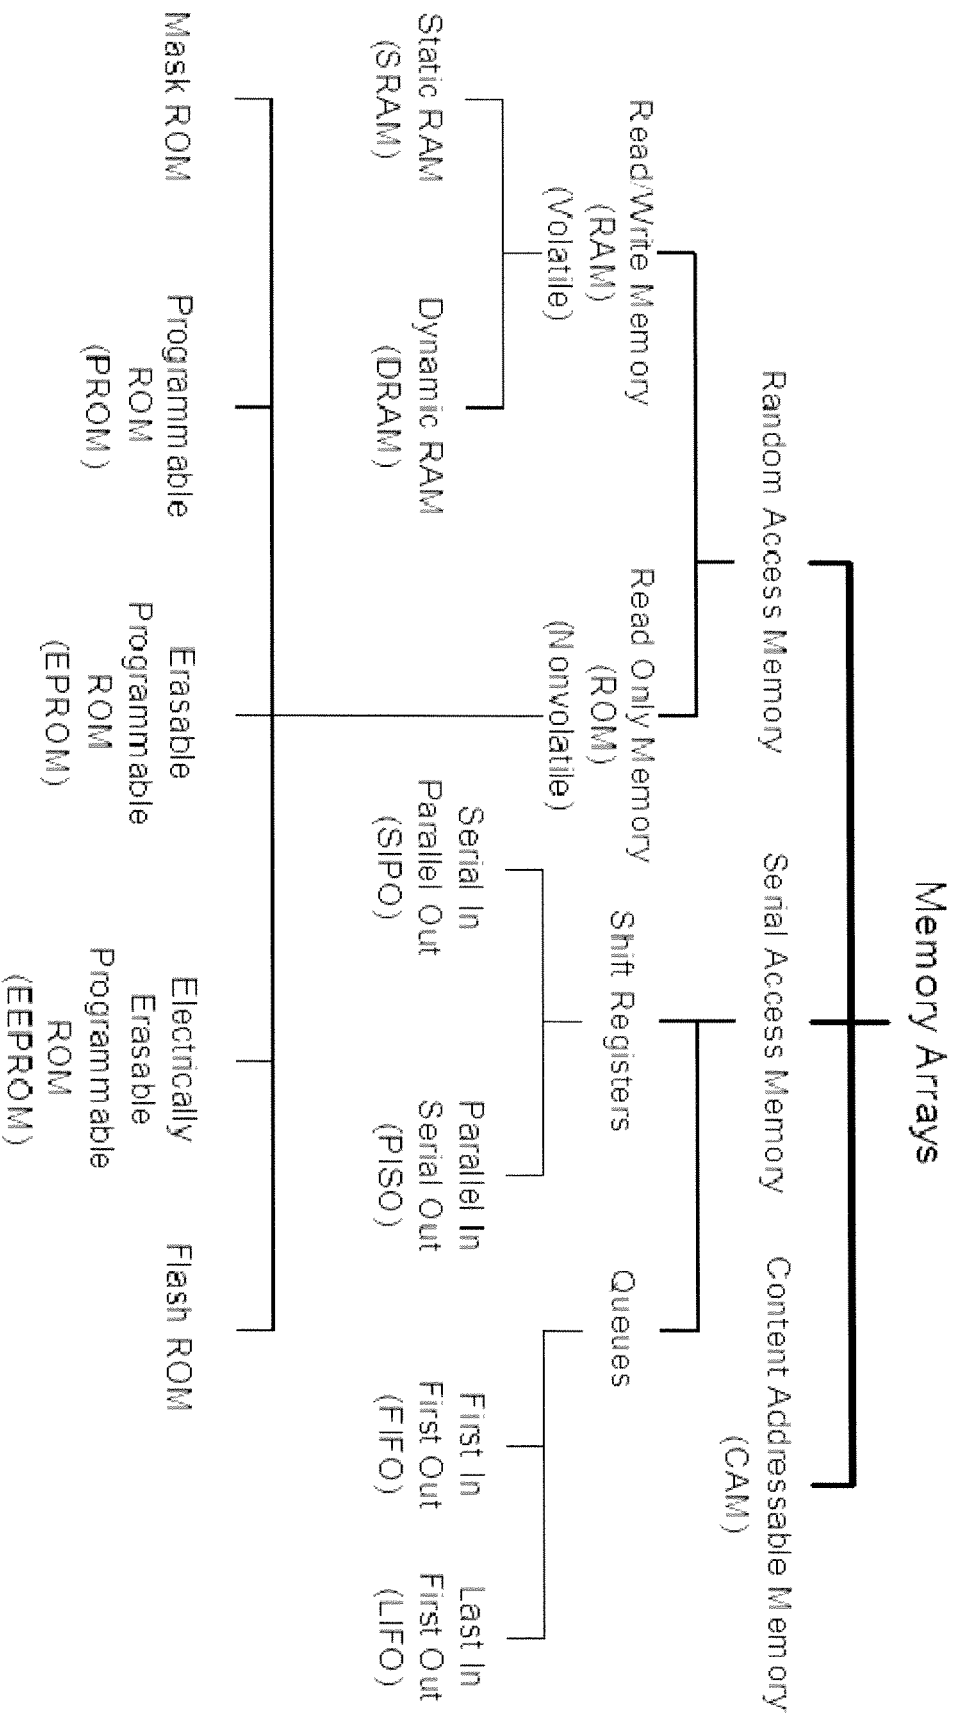 Memory Arrays
Random Access Memory
Serial Access Memory
Content Addressable Memory
(CAM)
Read/Write Memory
(RAM)
(Volatile)
Read Only Memory
(ROM)
(Nonvolatile)
Shift Registers
Queues
Static RAM
(SRAM)
Dynamic RAM
(DRAM)
Serial In
Parallel Out
(SIPO)
Parallel In
Serial Out
(PISO)
First In
First Out
(FIFO)
Last In
First Out
(LIFO)
Mask ROM
Programmable
ROM
(PROM)
Erasable
Programmable
ROM
(EPROM)
Electrically
Erasable
Programmable
ROM
(EEPROM)
Flash ROM